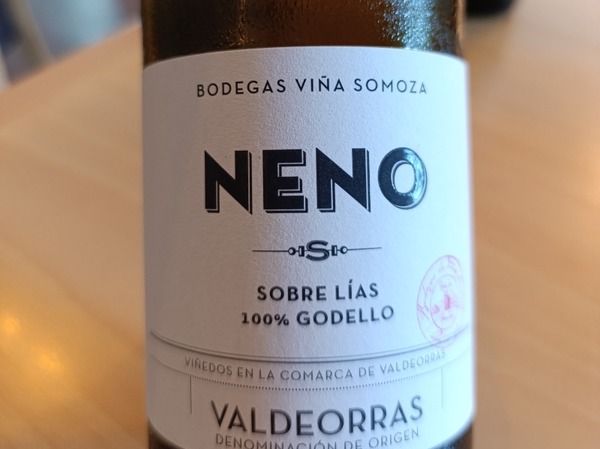 BODEGAS VIÑA SOMOZA
NENO
S
SOBRE LÍAS
100% GODELLO
VIÑEDOS EN LA COMARCA DE VALDEORRAS
VALDEORRAS
DENOMINACIÓN DE ORIGEN